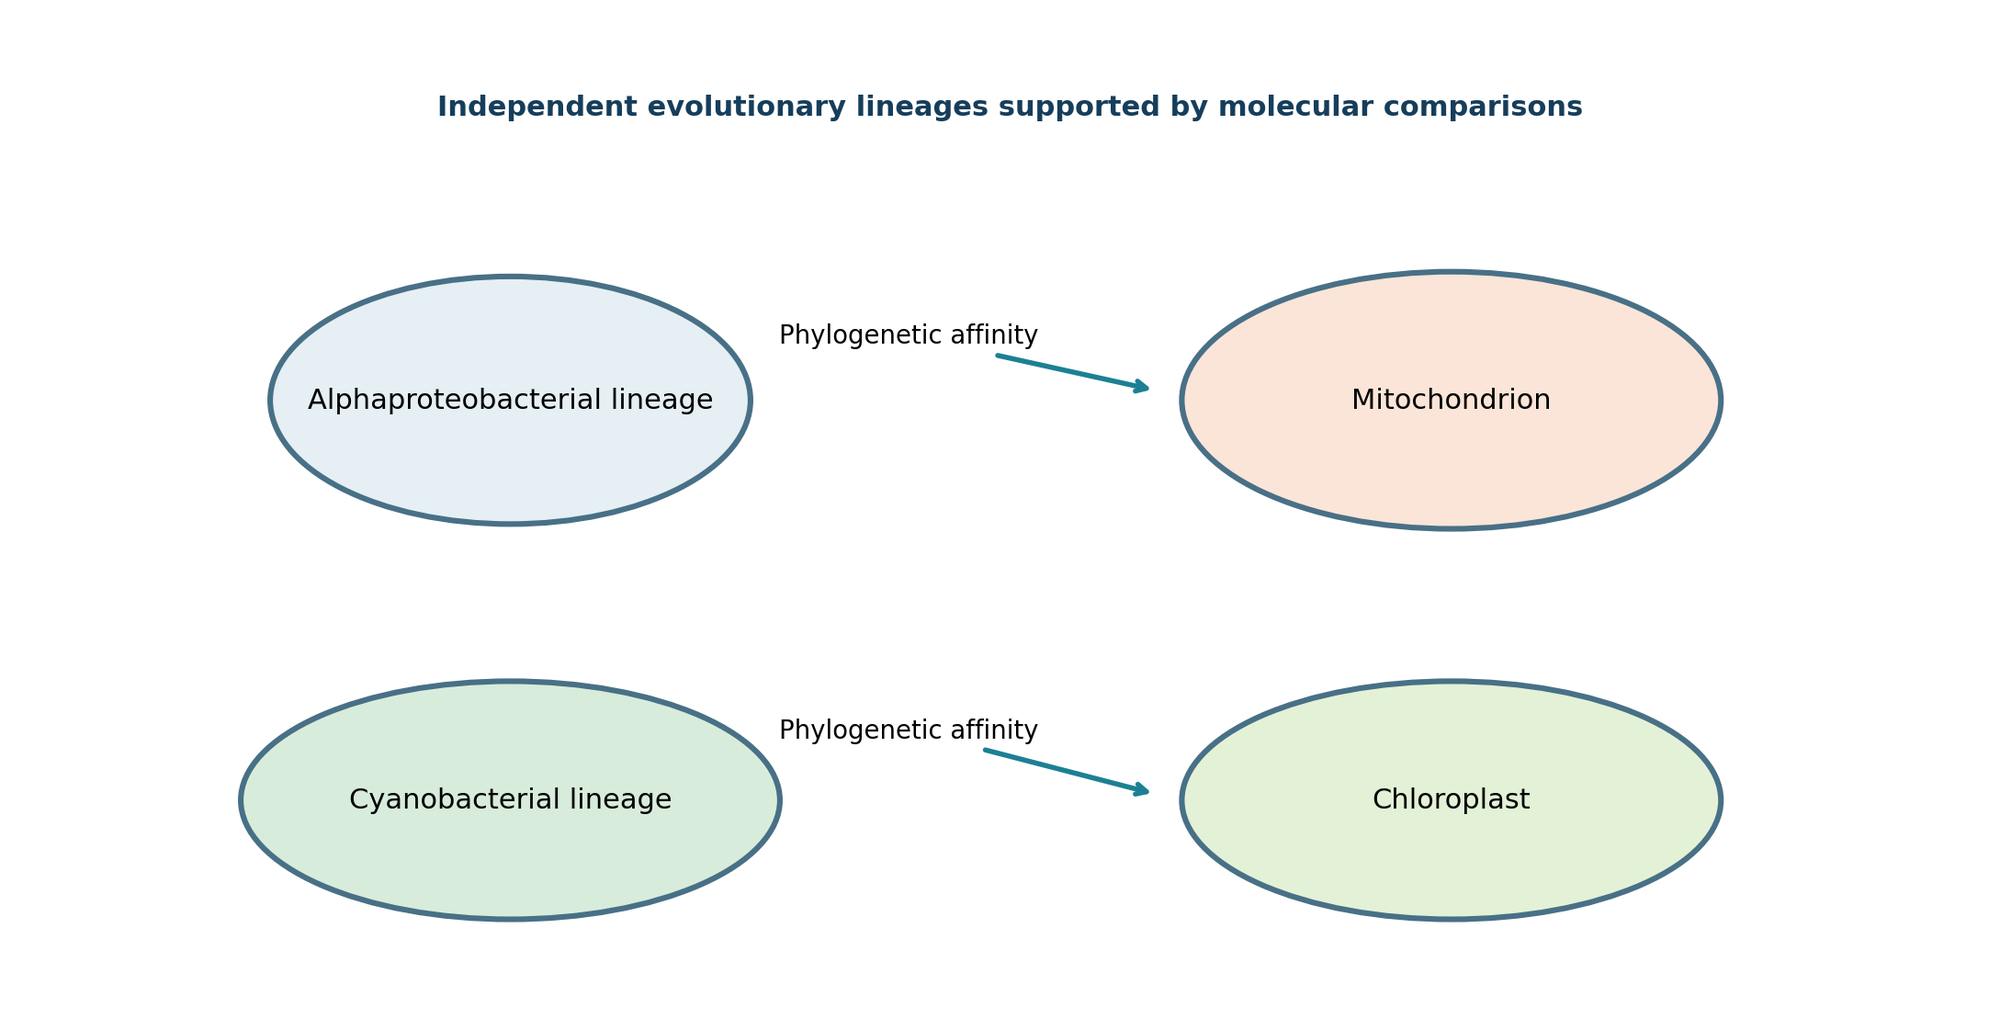 Independent evolutionary lineages supported by molecular comparisons
Phylogenetic affinity
Alphaproteobacterial lineage
Mitochondrion
Phylogenetic affinity
Cyanobacterial lineage
Chloroplast